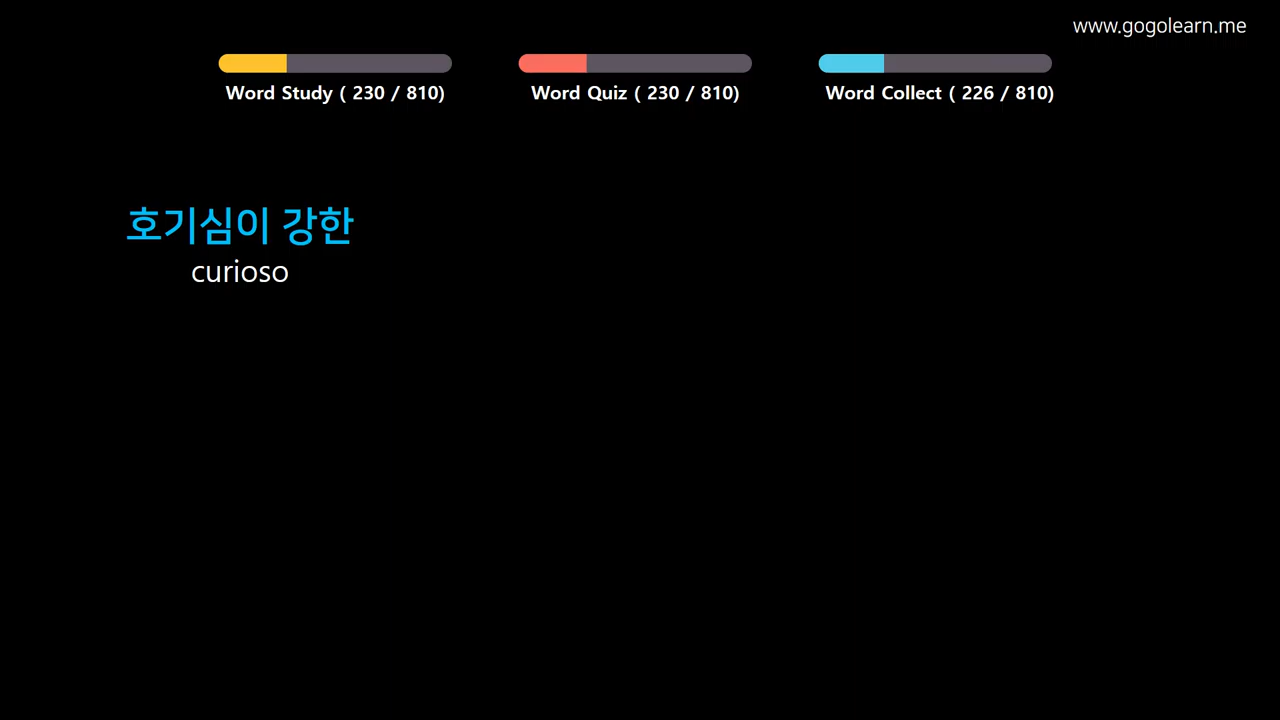 www.gogolearn.me
Word Study ( 230 / 810)
Word Quiz ( 230 / 810)
Word Collect ( 226 / 810)
호기심이 강한
curioso